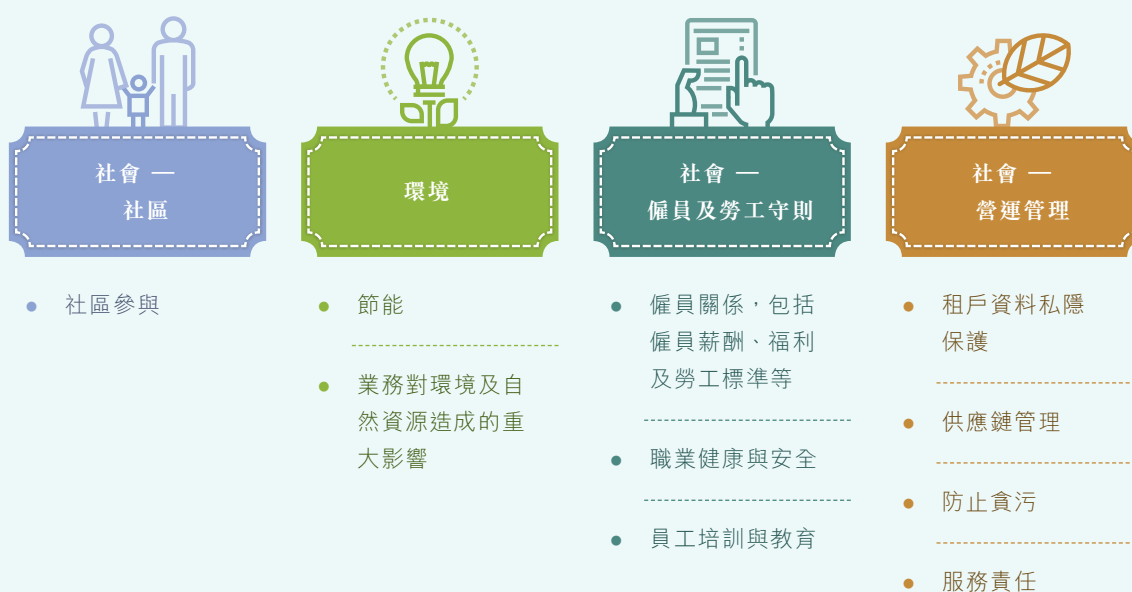 社會 —
社區
社區參與
環境
節能
業務對環境及自
然資源造成的重
大影響
社會 —
僱員及勞工守則
僱員關係，包括
僱員薪酬、福利
及勞工標準等
職業健康與安全
員工培訓與教育
社會 —
營運管理
租戶資料私隱
保護
供應鏈管理
防止貪污
服務責任